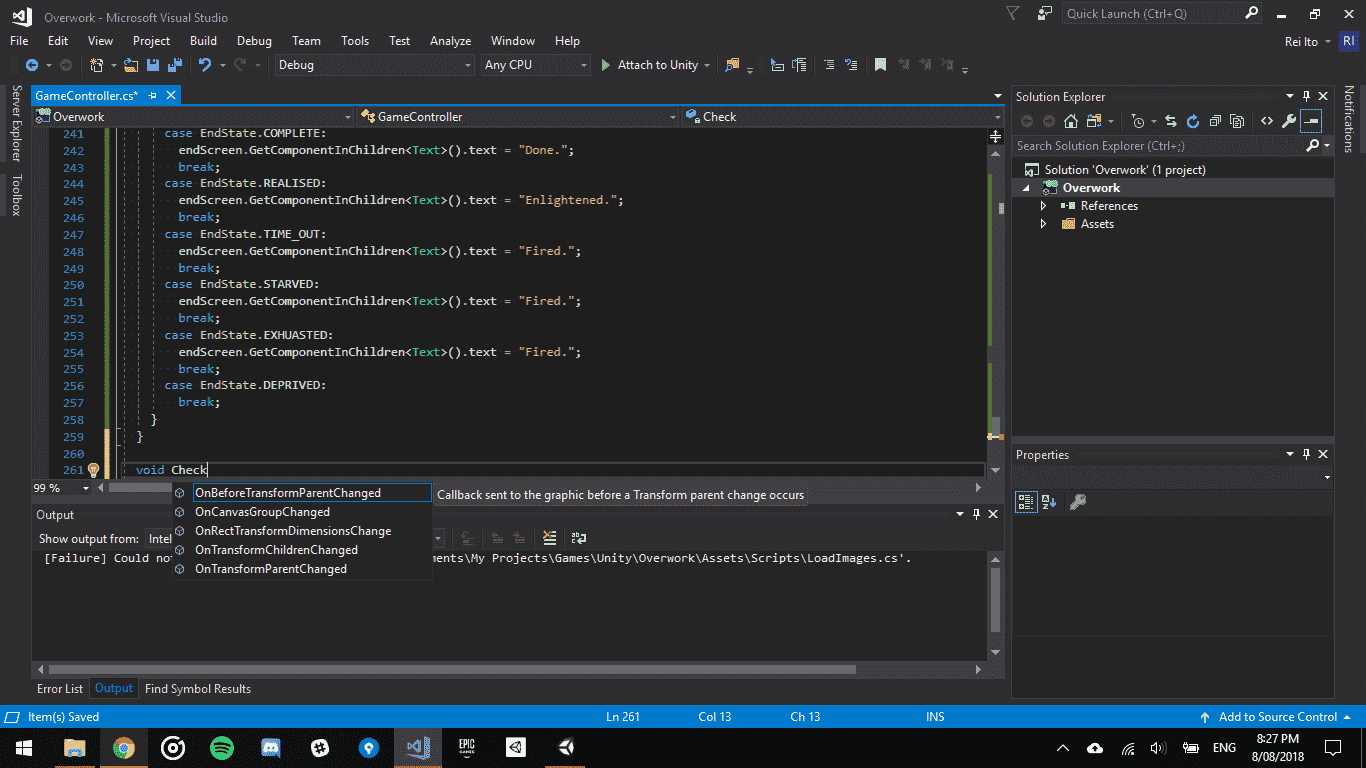 Overwork - Microsoft Visual Studio
Quick Launch (Ctrl+Q)
File Edit View Project Build Debug Team Tools Test Analyze Window Help
Rei Ito RI
Debug Any CPU Attach to Unity
Server Explorer
Toolbox
Notifications
GameController.cs*
Overwork GameController Check
241 case EndState.COMPLETE:
242 endScreen.GetComponentInChildren<Text>().text = "Done.";
243 break;
244 case EndState.REALISED:
245 endScreen.GetComponentInChildren<Text>().text = "Enlightened.";
246 break;
247 case EndState.TIME_OUT:
248 endScreen.GetComponentInChildren<Text>().text = "Fired.";
249 break;
250 case EndState.STARVED:
251 endScreen.GetComponentInChildren<Text>().text = "Fired.";
252 break;
253 case EndState.EXHUASTED:
254 endScreen.GetComponentInChildren<Text>().text = "Fired.";
255 break;
256 case EndState.DEPRIVED:
257 break;
258 }
259 }
260
261 void Check
99 %
OnBeforeTransformParentChanged
Callback sent to the graphic before a Transform parent change occurs
OnCanvasGroupChanged
OnRectTransformDimensionsChange
OnTransformChildrenChanged
OnTransformParentChanged
Output
Show output from: Intel
[Failure] Could no ments\My Projects\Games\Unity\Overwork\Assets\Scripts\LoadImages.cs'.
Error List Output Find Symbol Results
Solution Explorer
Search Solution Explorer (Ctrl+;)
Solution 'Overwork' (1 project)
Overwork
References
Assets
Properties
Item(s) Saved Ln 261 Col 13 Ch 13 INS Add to Source Control
EPIC GAMES
ENG
8:27 PM
8/08/2018